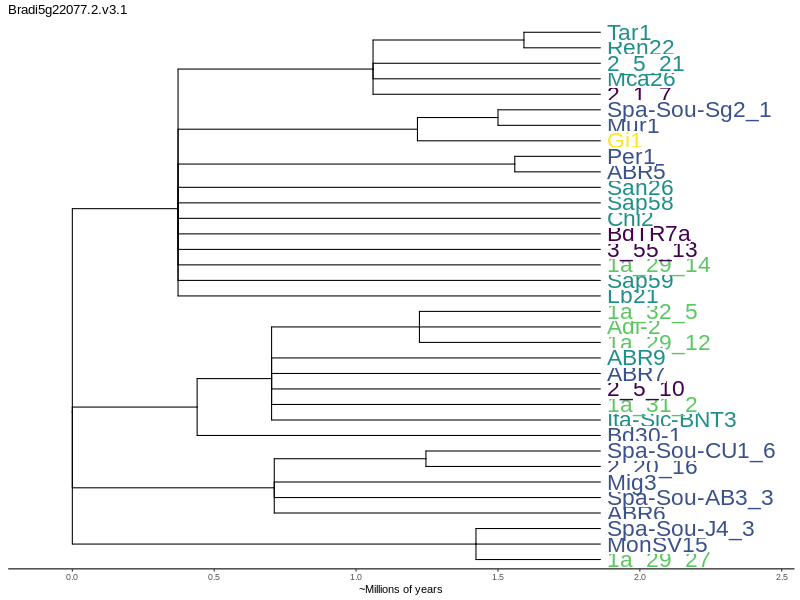 Bradi5g22077.2.v3.1
Tar1
Ren22
2_5_21
Mca26
2_1_7
Spa-Sou-Sg2_1
Mur1
Gi1
Per1
ABR5
San26
Sap58
Chi2
BdTR7a
3_55_13
1a_29_14
Sap59
Lb21
1a_32_5
Adi-2
1a_29_12
ABR9
ABR7
2_5_10
1a_31_2
Ita-Sic-BNT3
Bd30-1
Spa-Sou-CU1_6
2_20_16
Mig3
Spa-Sou-AB3_3
ABR6
Spa-Sou-J4_3
MonSV15
1a_29_27
0.0 0.5 1.0 1.5 2.0 2.5
~Millions of years